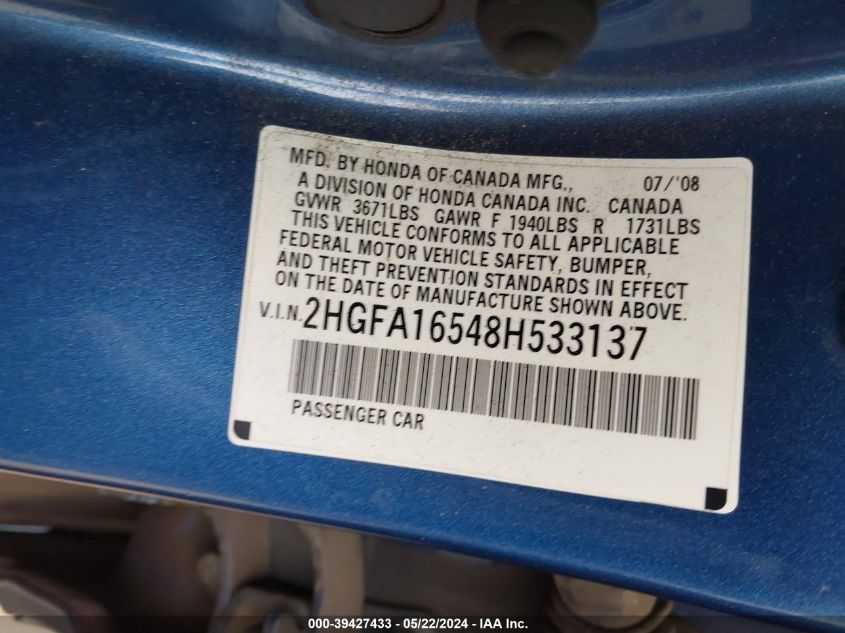 MFD. BY HONDA OF CANADA MFG., 07/'08
A DIVISION OF HONDA CANADA INC. CANADA
GVWR 3671LBS GAWR F 1940LBS R 1731LBS
THIS VEHICLE CONFORMS TO ALL APPLICABLE
FEDERAL MOTOR VEHICLE SAFETY, BUMPER,
AND THEFT PREVENTION STANDARDS IN EFFECT
ON THE DATE OF MANUFACTURE SHOWN ABOVE.
V.I.N. 2HGFA16548H533137
PASSENGER CAR
000-39427433 - 05/22/2024 - IAA Inc.